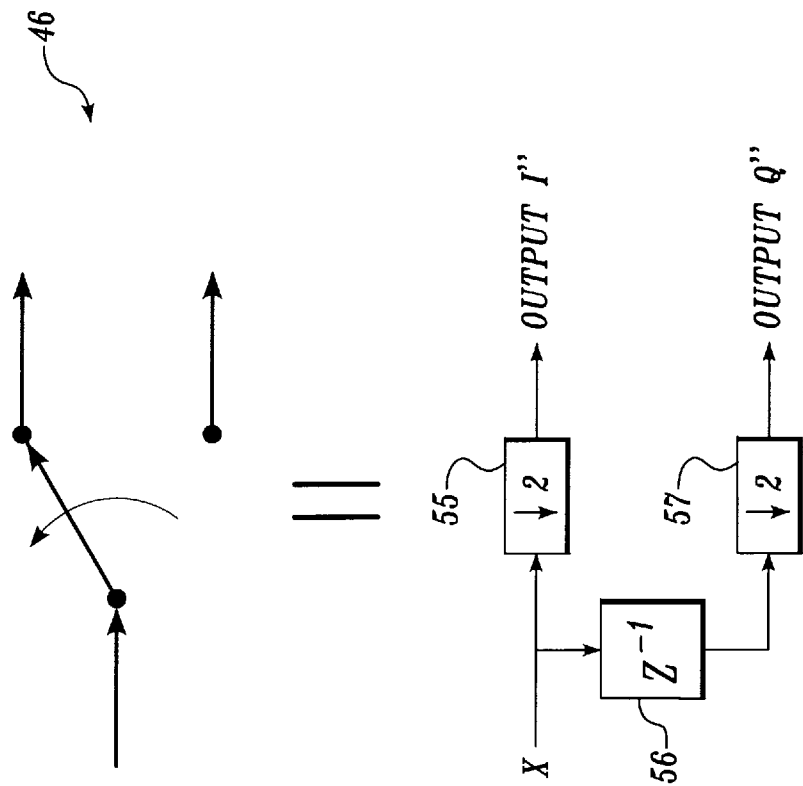 46
=
55
↓ 2
OUTPUT I"
X
Z⁻¹
56
57
↓ 2
OUTPUT Q"